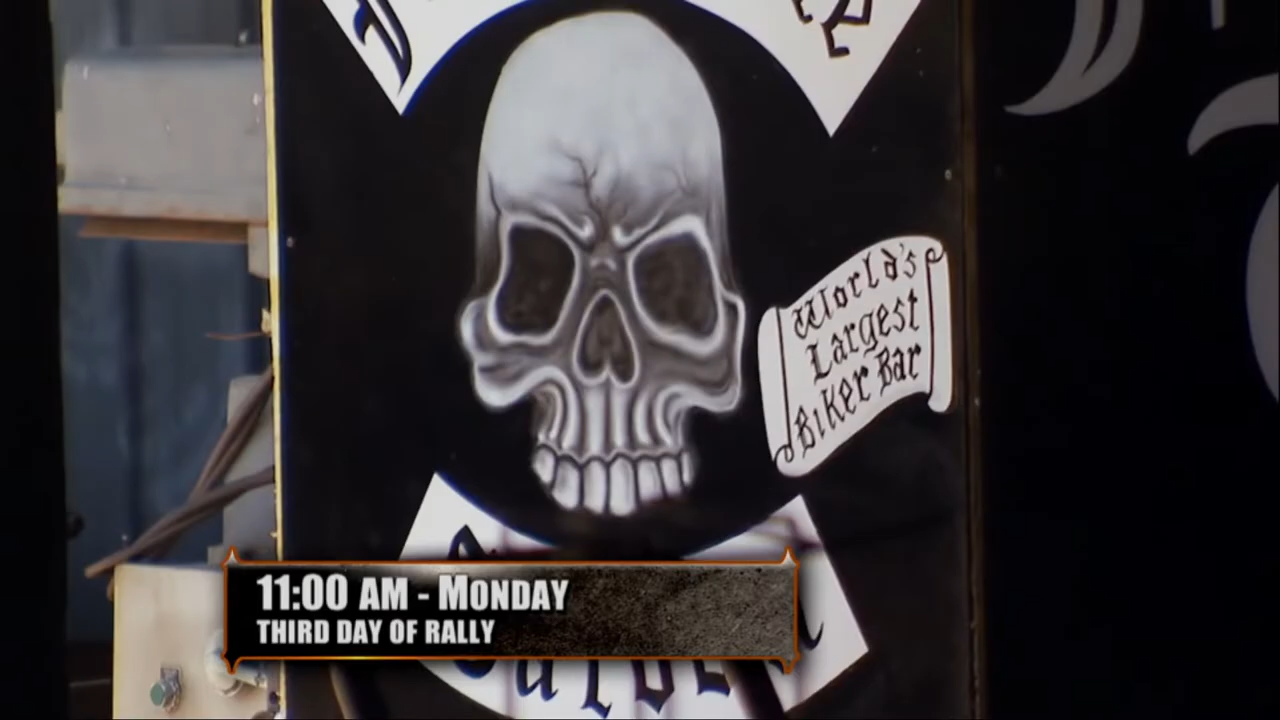 World's
Largest
Biker Bar
11:00 AM - Monday
THIRD DAY OF RALLY